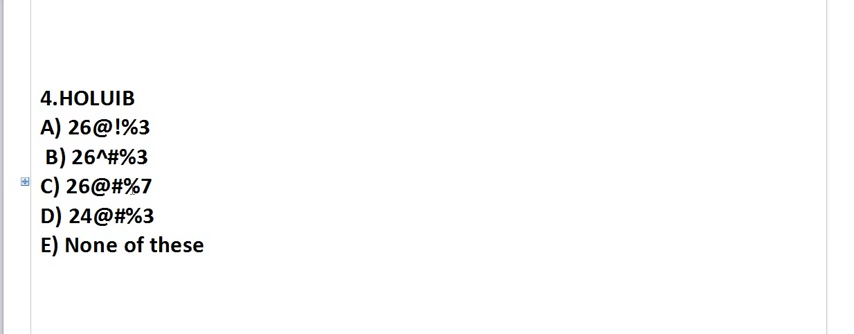 4.HOLUIB
A) 26@!%3
B) 26^#%3
C) 26@#%7
D) 24@#%3
E) None of these